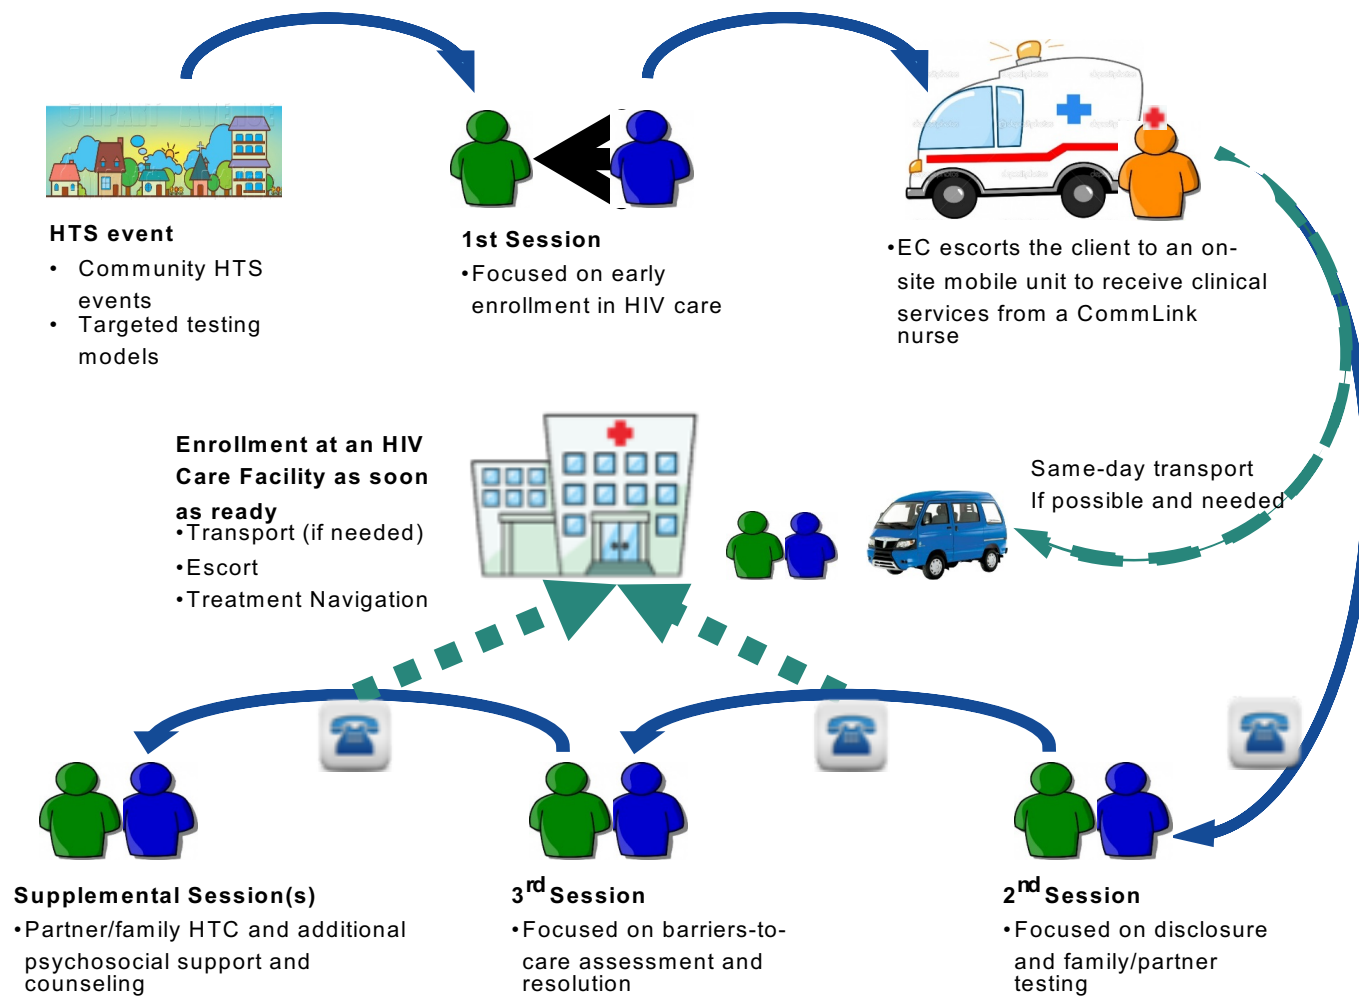 HTS event
• Community HTS
events
• Targeted testing
models
1st Session
•Focused on early
enrollment in HIV care
•EC escorts the client to an on-
site mobile unit to receive clinical
services from a CommLink
nurse
Enrollment at an HIV
Care Facility as soon
as ready
•Transport (if needed)
•Escort
•Treatment Navigation
Same-day transport
If possible and needed
Supplemental Session(s)
•Partner/family HTC and additional
psychosocial support and
counseling
3rd Session
•Focused on barriers-to-
care assessment and
resolution
2nd Session
•Focused on disclosure
and family/partner
testing